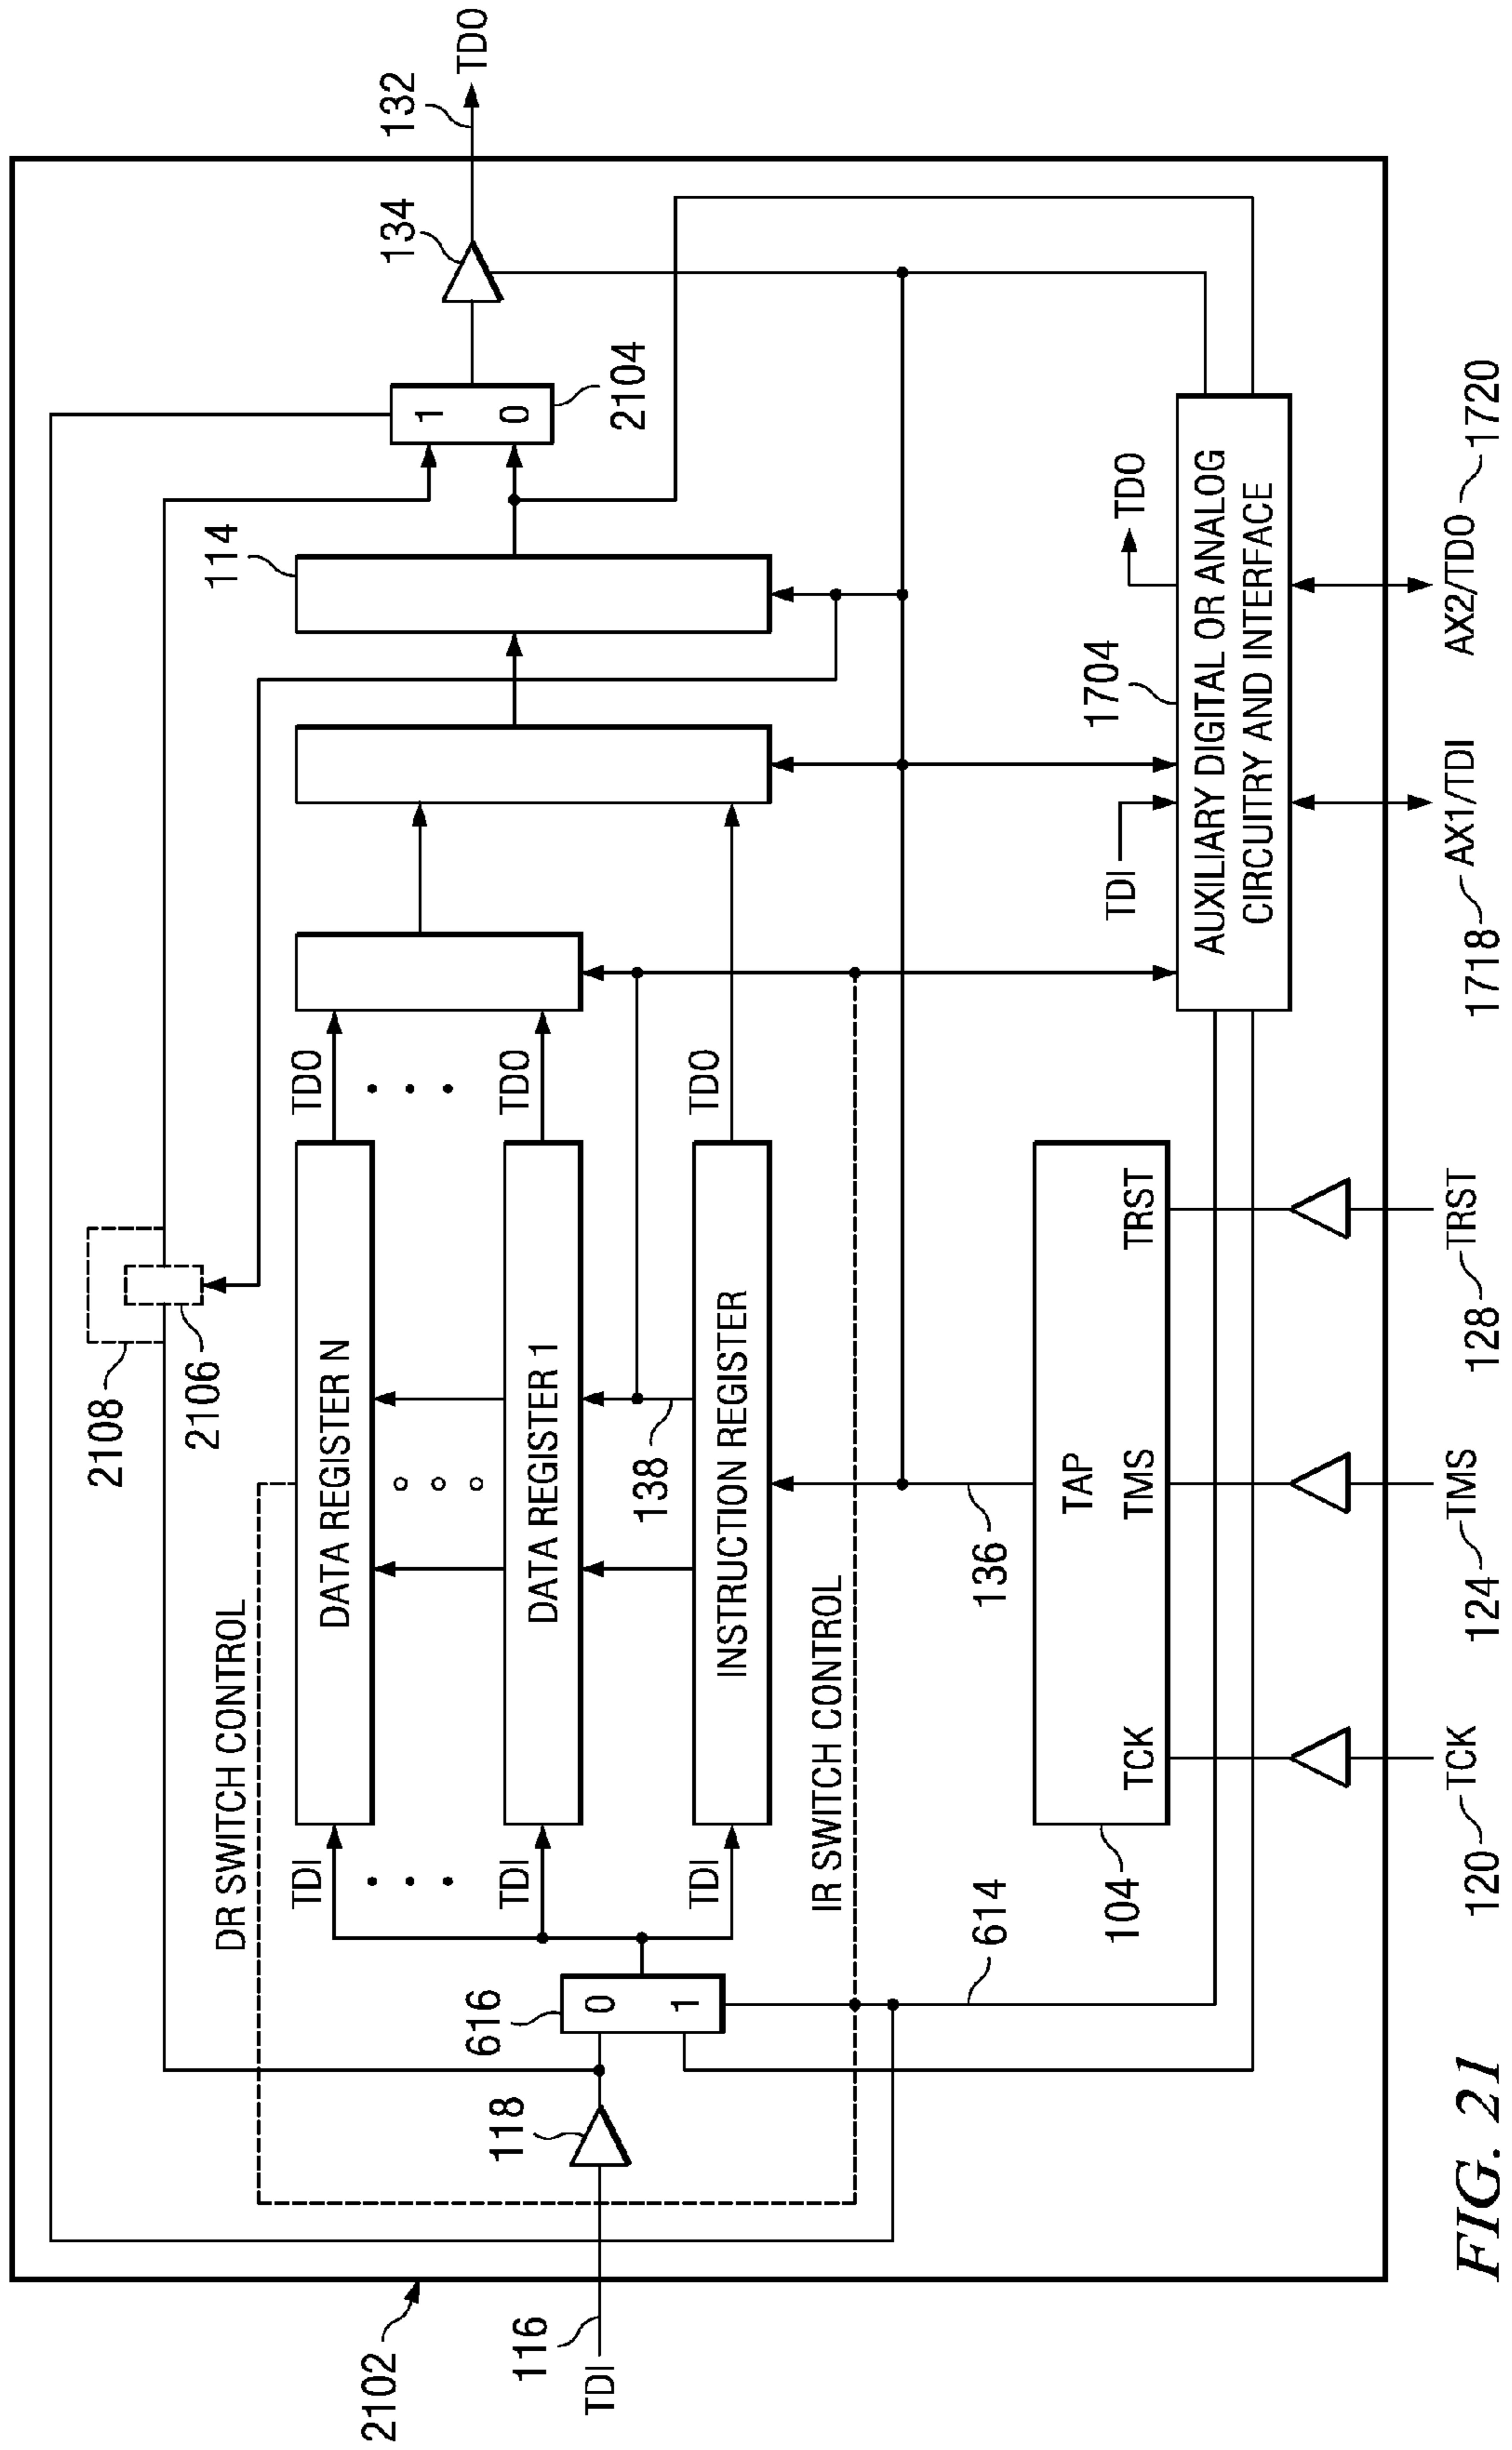 2102
TDI
116
118
616
0
1
DR SWITCH CONTROL
TDI
TDI
TDI
DATA REGISTER N
DATA REGISTER 1
INSTRUCTION REGISTER
138
2108
2106
TDO
TDO
TDO
114
1
0
2104
134
132
TDO
IR SWITCH CONTROL
614
136
104
TAP
TCK
TMS
TRST
TDI
1704
TDO
AUXILIARY DIGITAL OR ANALOG
CIRCUITRY AND INTERFACE
120 TCK
124 TMS
128 TRST
1718 AX1/TDI
AX2/TDO 1720
FIG. 21